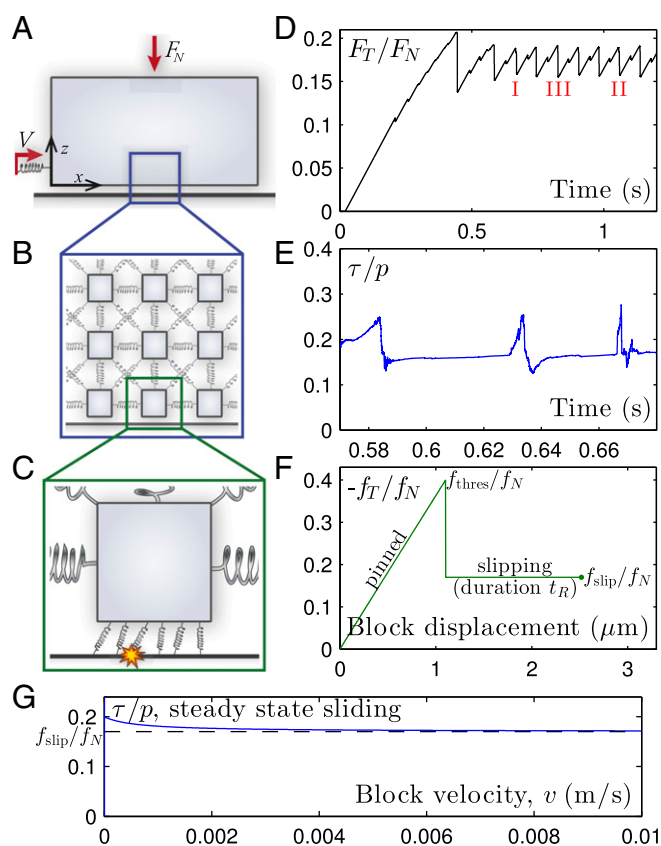 A
F_N
V
z
x
B
C
D
F_T/F_N
0.2
0.15
0.1
0.05
0
I
III
II
Time (s)
0
0.5
1
E
τ/p
0.4
0.3
0.2
0.1
0
Time (s)
0.58
0.6
0.62
0.64
0.66
F
-f_T/f_N
f_thres/f_N
0.4
0.3
0.2
0.1
0
pinned
slipping
(duration t_R)
f_slip/f_N
Block displacement (μm)
0
1
2
3
G
τ/p, steady state sliding
0.2
f_slip/f_N
0.1
0
Block velocity, v (m/s)
0
0.002
0.004
0.006
0.008
0.01